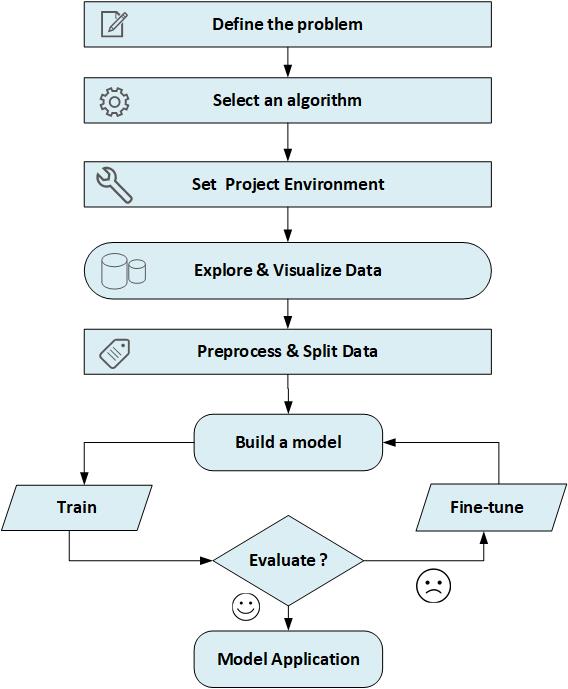 Define the problem
Select an algorithm
Set Project Environment
Explore & Visualize Data
Preprocess & Split Data
Build a model
Train
Fine-tune
Evaluate ?
Model Application